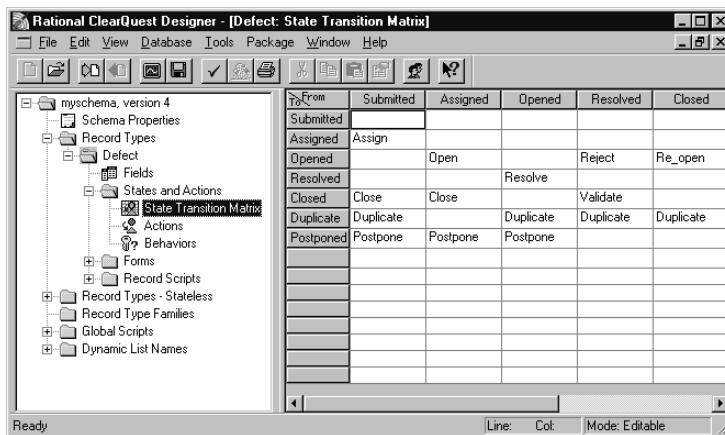 Rational ClearQuest Designer - [Defect: State Transition Matrix]
File Edit View Database Tools Package Window Help
myschema, version 4
Schema Properties
Record Types
Defect
Fields
States and Actions
State Transition Matrix
Actions
Behaviors
Forms
Record Scripts
Record Types - Stateless
Record Type Families
Global Scripts
Dynamic List Names
To From Submitted Assigned Opened Resolved Closed
Submitted
Assigned Assign
Opened Open Reject Re_open
Resolved Resolve
Closed Close Close Validate
Duplicate Duplicate Duplicate Duplicate Duplicate
Postponed Postpone Postpone Postpone
Ready Line: Col: Mode: Editable